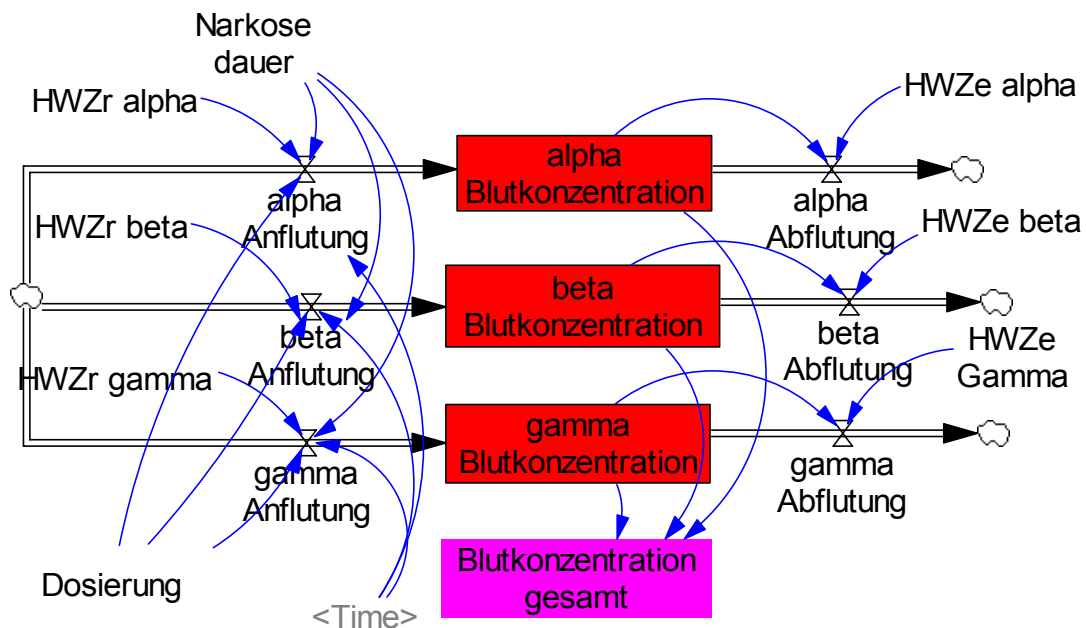 Narkose
dauer
HWZr alpha
HWZe alpha
alpha
Blutkonzentration
alpha
Anflutung
alpha
Abflutung
HWZr beta
HWZe beta
beta
Blutkonzentration
beta
Anflutung
beta
Abflutung
HWZr gamma
HWZe
Gamma
gamma
Blutkonzentration
gamma
Anflutung
gamma
Abflutung
Dosierung
Blutkonzentration
gesamt
<Time>